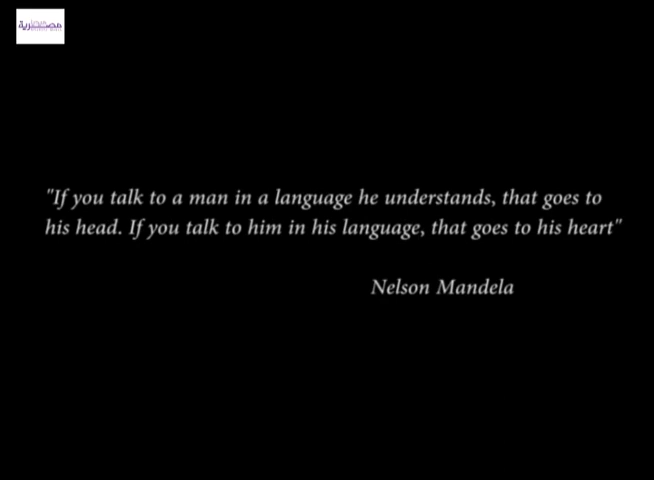 مصرية
"If you talk to a man in a language he understands, that goes to
his head. If you talk to him in his language, that goes to his heart"
Nelson Mandela